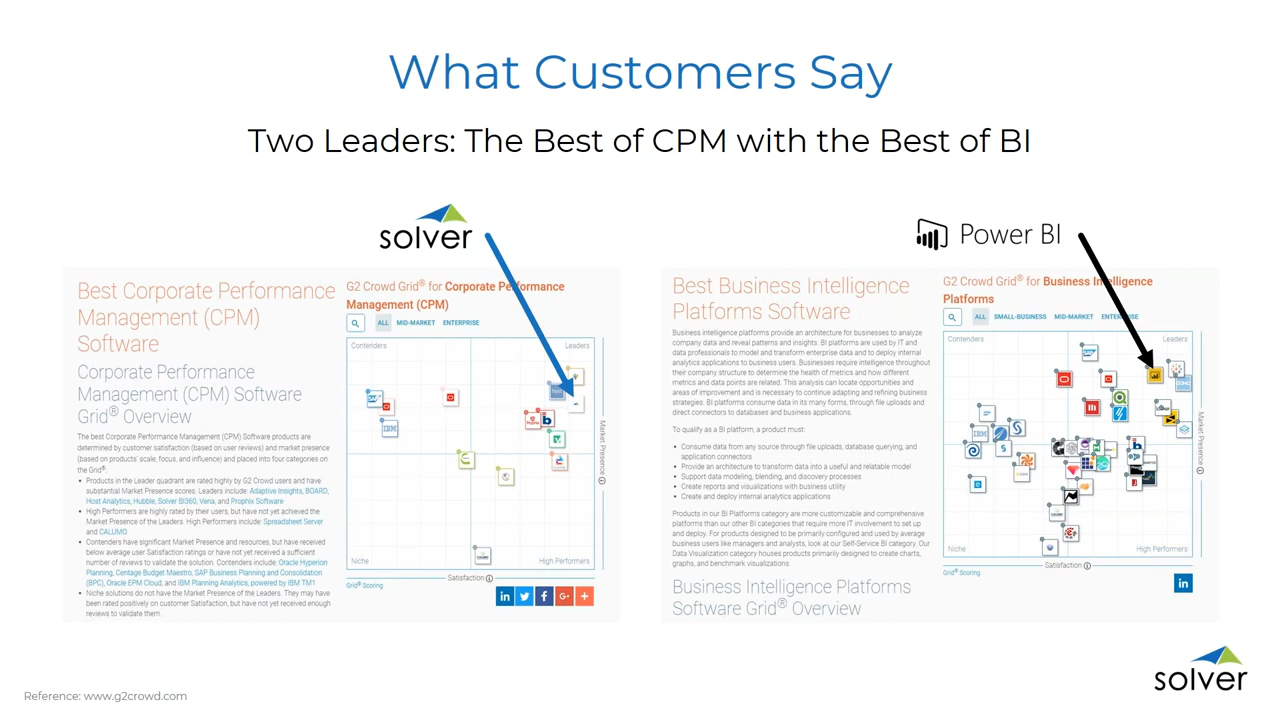 What Customers Say
Two Leaders: The Best of CPM with the Best of BI
solver
Power BI
Best Corporate Performance
Management (CPM)
Software
Corporate Performance
Management (CPM) Software
Grid® Overview
The best Corporate Performance Management (CPM) Software products are
determined by customer satisfaction (based on user reviews) and market presence
(based on products' scale, focus, and influence) and placed into four categories on
the Grid®.
• Products in the Leader quadrant are rated highly by G2 Crowd users and have
substantial Market Presence scores. Leaders include: Adaptive Insights, BOARD,
Host Analytics, Hubble, Solver BI360, Vena, and Prophix Software
• High Performers are highly rated by their users, but have not yet achieved the
Market Presence of the Leaders. High Performers include: Spreadsheet Server
and CALUMO
• Contenders have significant Market Presence and resources, but have received
below average user Satisfaction ratings or have not yet received a sufficient
number of reviews to validate the solution. Contenders include: Oracle Hyperion
Planning, Centage Budget Maestro, SAP Business Planning and Consolidation
(BPC), Oracle EPM Cloud, and IBM Planning Analytics, powered by IBM TM1
• Niche solutions do not have the Market Presence of the Leaders. They may have
been rated positively on customer Satisfaction, but have not yet received enough
reviews to validate them.
G2 Crowd Grid® for Corporate Performance
Management (CPM)
ALL MID-MARKET ENTERPRISE
Contenders
Leaders
SAP
IBM
Market Presence
Niche
High Performers
Satisfaction
Grid® Scoring
Best Business Intelligence
Platforms Software
Business intelligence platforms provide an architecture for businesses to analyze
company data and reveal patterns and insights. BI platforms are used by IT and
data professionals to model and transform enterprise data and to deploy internal
analytics applications to business users. Businesses require intelligence throughout
their company structure to determine the health of metrics and how different
metrics and data points are related. This analysis can locate opportunities and
areas of improvement and is necessary to continue adapting and refining business
strategies. BI platforms consume data in its many forms, through file uploads and
direct connectors to databases and business applications.
To qualify as a BI platform, a product must:
• Consume data from any source through file uploads, database querying, and
application connectors
• Provide an architecture to transform data into a useful and relatable model
• Support data modeling, blending, and discovery processes
• Create reports and visualizations with business utility
• Create and deploy internal analytics applications
Products in our BI Platforms category are more customizable and comprehensive
platforms than our other BI categories that require more IT involvement to set up
and deploy. For products designed to be primarily configured and used by average
business users like managers and analysts, look at our Self-Service BI category. Our
Data Visualization category houses products primarily designed to create charts,
graphs, and benchmark visualizations
Business Intelligence Platforms
Software Grid® Overview
G2 Crowd Grid® for Business Intelligence
Platforms
ALL SMALL-BUSINESS MID-MARKET ENTERPRISE
Contenders
Leaders
SAP
DOMO
IBM
Market Presence
Niche
High Performers
Satisfaction
Grid® Scoring
Reference: www.g2crowd.com
solver